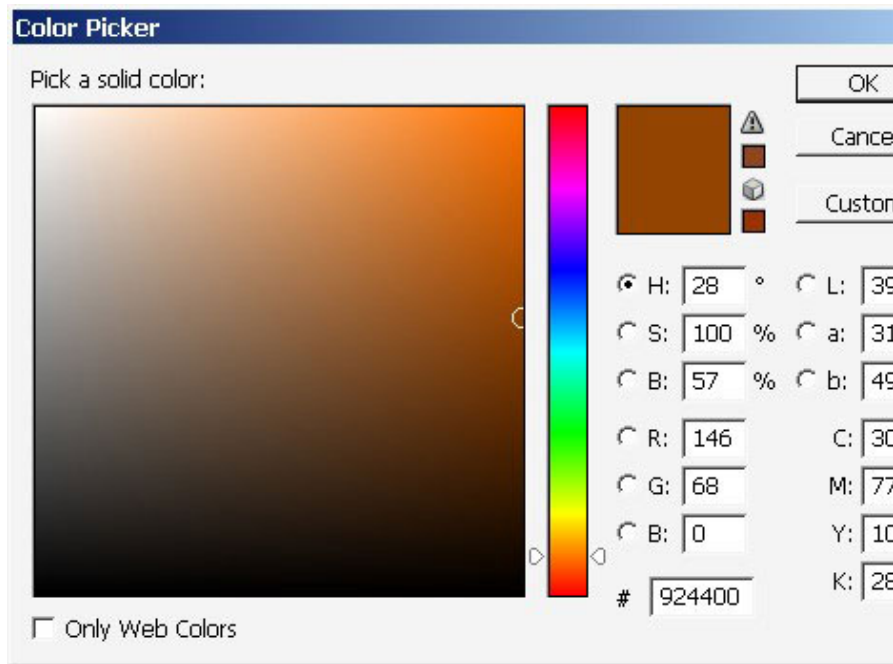 Color Picker
Pick a solid color:
OK
Cance
Custom
H: 28 °
L: 39
S: 100 %
a: 31
B: 57 %
b: 49
R: 146
C: 30
G: 68
M: 77
B: 0
Y: 10
# 924400
K: 28
Only Web Colors